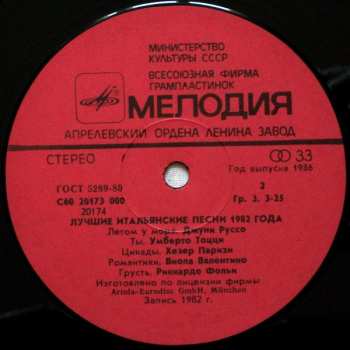 МИНИСТЕРСТВО
КУЛЬТУРЫ СССР
ВСЕСОЮЗНАЯ ФИРМА
ГРАМПЛАСТИНОК
МЕЛОДИЯ
АПРЕЛЕВСКИЙ ОРДЕНА ЛЕНИНА ЗАВОД
СТЕРЕО 33
Год выпуска 1986
ГОСТ 5289-80 2
С60 20173 000 Гр. 3. 3-25
20174
ЛУЧШИЕ ИТАЛЬЯНСКИЕ ПЕСНИ 1982 ГОДА
Летом у моря. Джуни Руссо
Ты. Умберто Тоцци
Цикады. Хезер Паризи
Романтики. Виола Валентино
Грусть. Риккардо Фольи
Изготовлено по лицензии фирмы
Ariola-Eurodisc GmbH, München
Запись 1982 г.